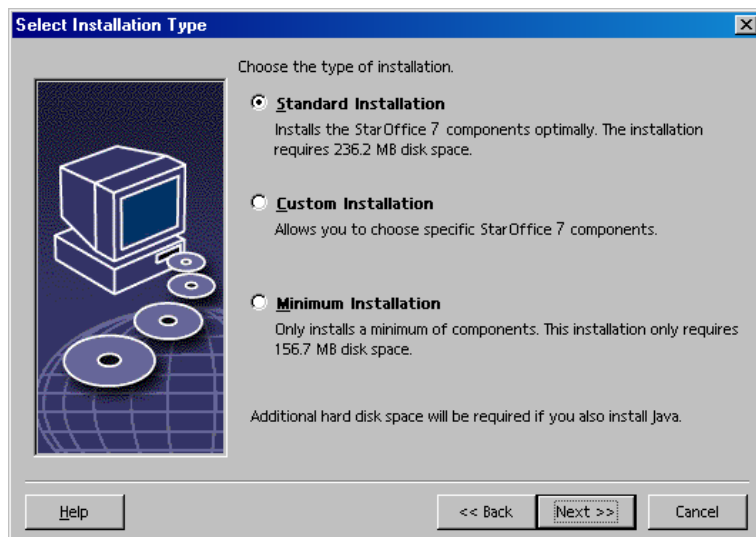 Select Installation Type
Choose the type of installation.
Standard Installation
Installs the StarOffice 7 components optimally. The installation
requires 236.2 MB disk space.
Custom Installation
Allows you to choose specific StarOffice 7 components.
Minimum Installation
Only installs a minimum of components. This installation only requires
156.7 MB disk space.
Additional hard disk space will be required if you also install Java.
Help
<< Back
Next >>
Cancel